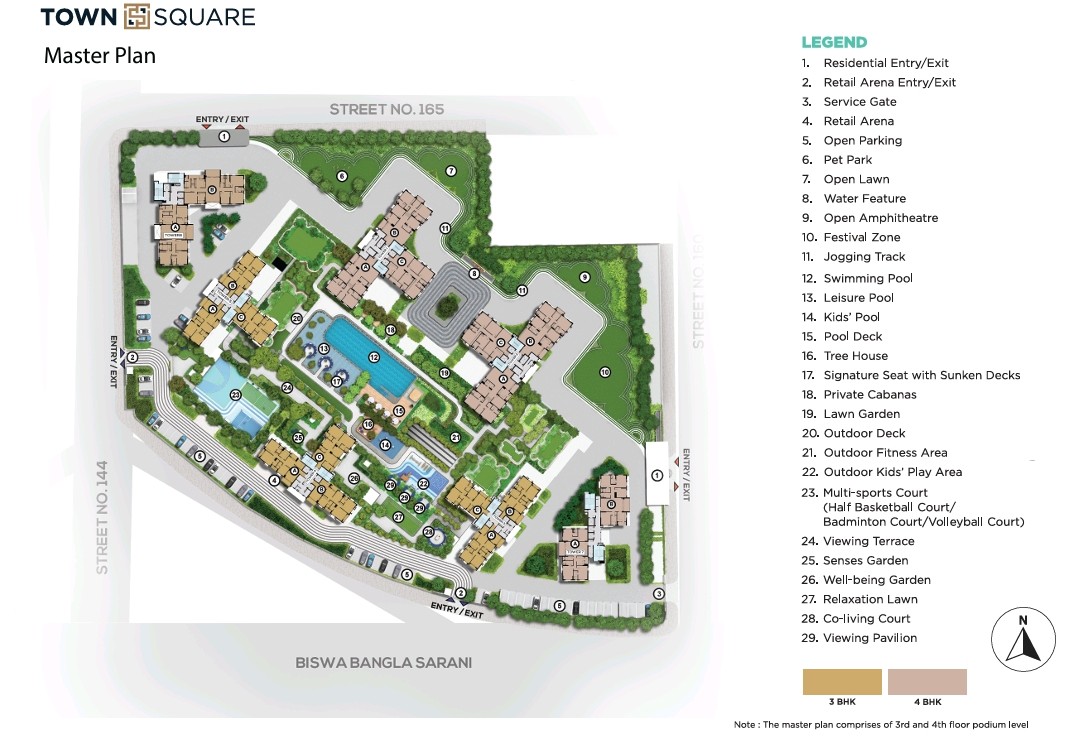 TOWN SQUARE
Master Plan
STREET NO. 165
ENTRY / EXIT
1
6
7
B
A
11
B
C
A
8
11
9
STREET NO. 180
B
A
C
20
18
13
12
17
C
B
A
10
ENTRY / EXIT
2
19
24
23
15
16
21
14
25
C
A
B
22
4
26
5
27
28
C
B
A
B
A
1
ENTRY / EXIT
STREET NO. 144
5
2
5
3
ENTRY / EXIT
BISWA BANGLA SARANI
LEGEND
1. Residential Entry/Exit
2. Retail Arena Entry/Exit
3. Service Gate
4. Retail Arena
5. Open Parking
6. Pet Park
7. Open Lawn
8. Water Feature
9. Open Amphitheatre
10. Festival Zone
11. Jogging Track
12. Swimming Pool
13. Leisure Pool
14. Kids' Pool
15. Pool Deck
16. Tree House
17. Signature Seat with Sunken Decks
18. Private Cabanas
19. Lawn Garden
20. Outdoor Deck
21. Outdoor Fitness Area
22. Outdoor Kids' Play Area
23. Multi-sports Court
(Half Basketball Court/
Badminton Court/Volleyball Court)
24. Viewing Terrace
25. Senses Garden
26. Well-being Garden
27. Relaxation Lawn
28. Co-living Court
29. Viewing Pavilion
N
3 BHK
4 BHK
Note : The master plan comprises of 3rd and 4th floor podium level